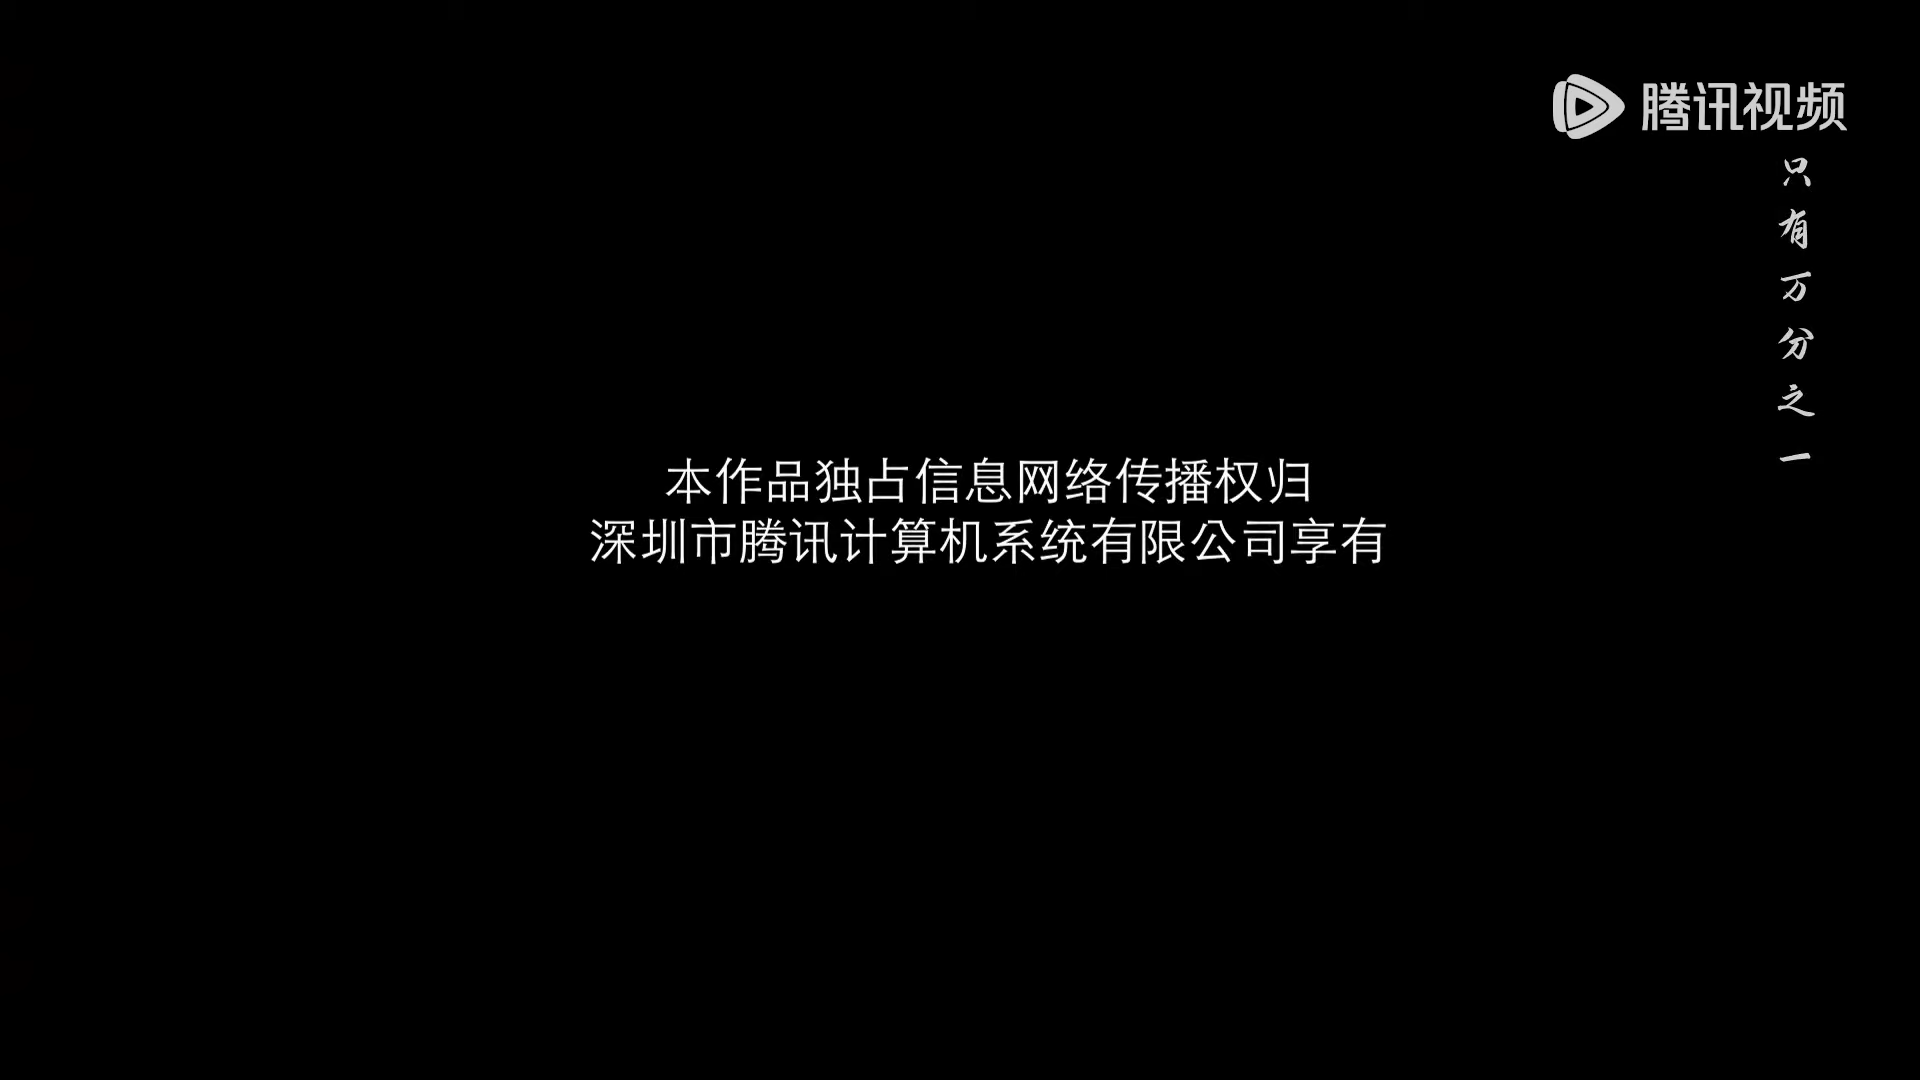 腾讯视频
只有万分之一
本作品独占信息网络传播权归
深圳市腾讯计算机系统有限公司享有